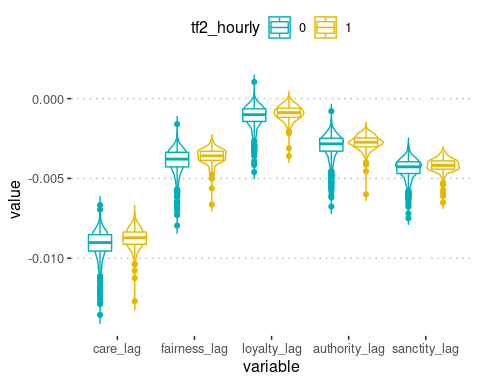 tf2_hourly 0 1
0.000
-0.005
-0.010
value
care_lag fairness_lag loyalty_lag authority_lag sanctity_lag
variable